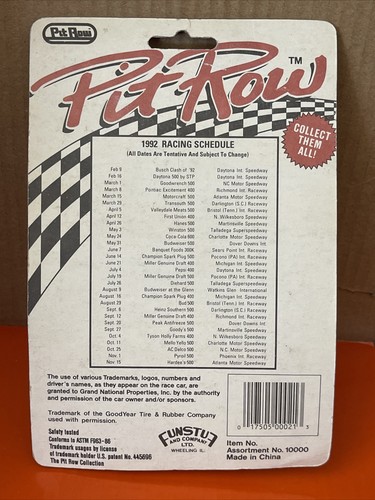 Pit Row
Pit-Row™
COLLECT
THEM
ALL!
1992 RACING SCHEDULE
(All Dates are Tentative And Subject To Change)
Feb 9 Busch Clash of '92 Daytona Int. Speedway
Feb 16 Daytona 500 by STP Daytona Int. Speedway
March 1 Goodwrench 500 NC Motor Speedway
March 8 Pontiac Excitement 400 Richmond Int. Raceway
March 15 Motorcraft 500 Atlanta Motor Speedway
March 29 Transouth 500 Darlington (S.C.) Raceway
April 5 Valleydale Meats 500 Bristol (Tenn.) Int. Raceway
April 12 First Union 400 N. Wilkesboro Speedway
April 26 Hanes 500 Martinsville Speedway
May 3 Winston 500 Talladega Superspeedway
May 24 Coca-Cola 600 Charlotte Motor Speedway
May 31 Budweiser 500 Dover Downs Int.
June 7 Banquet Foods 300K Sears Point Int. Raceway
June 14 Champion Spark Plug 500 Pocono (PA) Int. Raceway
June 21 Miller Genuine Draft 400 Michigan Int. Speedway
July 4 Pepsi 400 Daytona Int. Speedway
July 19 Miller Genuine Draft 500 Pocono (PA) Int. Raceway
July 26 Diehard 500 Talladega Superspeedway
August 9 Budweiser at the Glenn Watkins Glen International
August 16 Champion Spark Plug 400 Michigan Int. Speedway
August 29 Bud 500 Bristol (Tenn.) Int. Raceway
Sept. 6 Heinz Southern 500 Darlington (S.C.) Raceway
Sept. 12 Miller Genuine Draft 400 Richmond Int. Raceway
Sept. 20 Peak Antifreeze 500 Dover Downs Int.
Sept. 27 Goody's 500 Martinsville Speedway
Oct. 4 Tyson Holly Farms 400 N. Wilkesboro Speedway
Oct. 11 Mello Yello 500 Charlotte Motor Speedway
Oct. 25 AC Delco 500 N.C. Motor Speedway
Nov. 1 Pyrol 500 Phoenix Int. Raceway
Nov. 15 Hardee's 500 Atlanta Motor Speedway
The use of various Trademarks, logos, numbers and
driver's names, as they appear on the race car, are
granted to Grand National Properties, Inc. by the authority
and permission of the car owner and/or sponsors.
Trademark of the GoodYear Tire & Rubber Company
used with permission.
Safety tested
Conforms to ASTM F963-86
Trademark usages by license of
trademark holder U.S. patent No. 445698
The Pit Row Collection
FUNSTUF
AND COMPANY
LTD.
WHEELING IL.
0 17505 00021 3
Item No.
Assortment No. 10000
Made in China